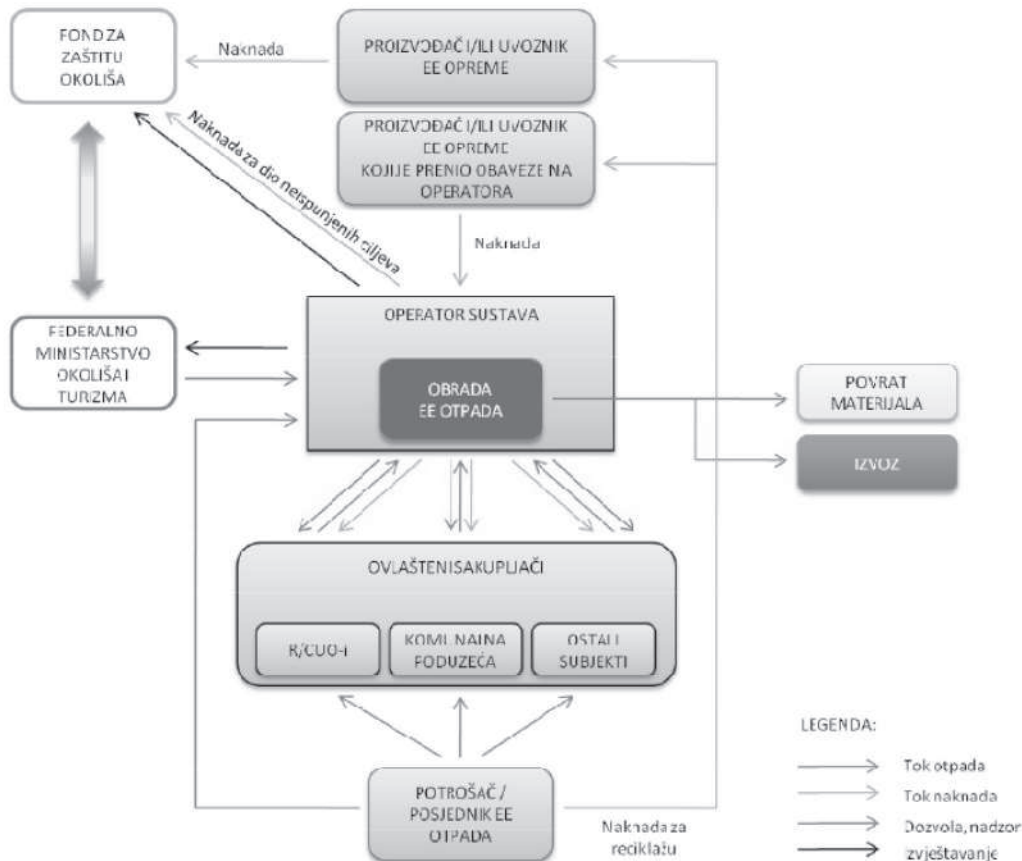 FOND ZA
ZAŠTITU
OKOLIŠA
Naknada
PROIZVOĐAČ I/ILI UVOZNIK
EE OPREME
PROIZVOĐAČ I/ILI UVOZNIK
EE OPREME
KOJI JE PRENIO OBAVEZE NA
OPERATORA
Naknada za dio neispunjenih ciljeva
Naknada
FEDERALNO
MINISTARSTVO
OKOLIŠA I
TURIZMA
OPERATOR SUSTAVA
OBRADA
EE OTPADA
POVRAT
MATERIJALA
IZVOZ
OVLAŠTENI SAKUPLJAČI
R/CUO-i
KOMUNALNA
PODUZEĆA
OSTALI
SUBJEKTI
POTROŠAČ /
POSJEDNIK EE
OTPADA
Naknada za
reciklažu
LEGENDA:
Tok otpada
Tok naknada
Dozvola, nadzor
Izvještavanje